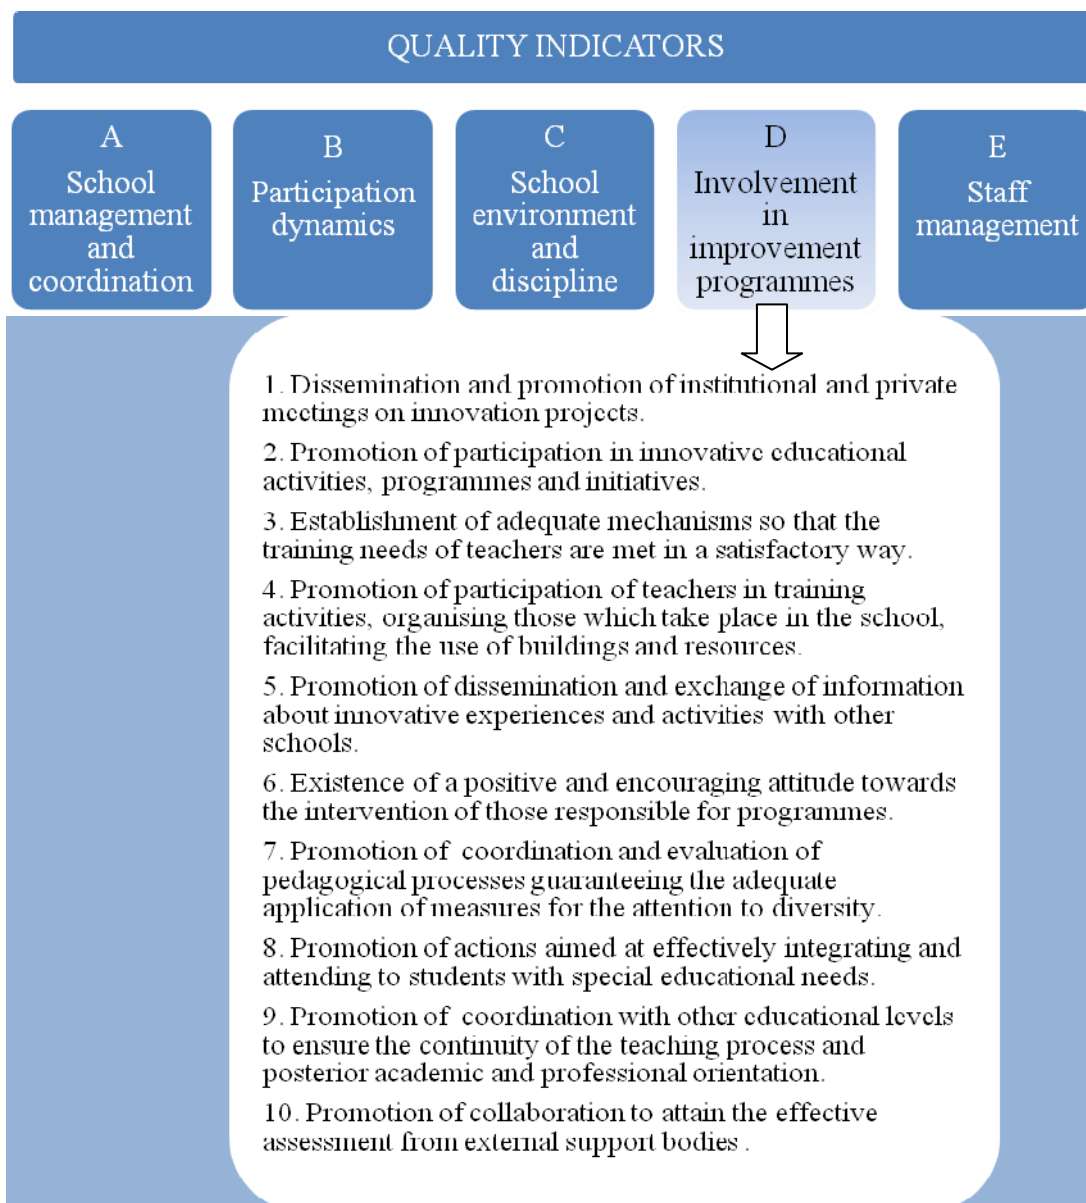 QUALITY INDICATORS
A
School
management
and
coordination
B
Participation
dynamics
C
School
environment
and
discipline
D
Involvement
in
improvement
programmes
E
Staff
management
1. Dissemination and promotion of institutional and private
meetings on innovation projects.
2. Promotion of participation in innovative educational
activities, programmes and initiatives.
3. Establishment of adequate mechanisms so that the
training needs of teachers are met in a satisfactory way.
4. Promotion of participation of teachers in training
activities, organising those which take place in the school,
facilitating the use of buildings and resources.
5. Promotion of dissemination and exchange of information
about innovative experiences and activities with other
schools.
6. Existence of a positive and encouraging attitude towards
the intervention of those responsible for programmes.
7. Promotion of coordination and evaluation of
pedagogical processes guaranteeing the adequate
application of measures for the attention to diversity.
8. Promotion of actions aimed at effectively integrating and
attending to students with special educational needs.
9. Promotion of coordination with other educational levels
to ensure the continuity of the teaching process and
posterior academic and professional orientation.
10. Promotion of collaboration to attain the effective
assessment from external support bodies .